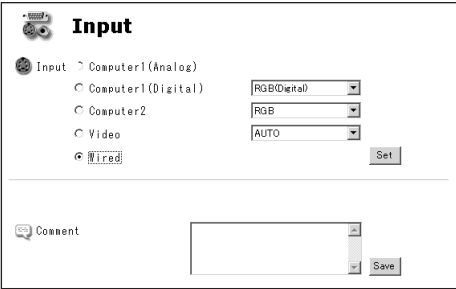 Input
Input Computer1(Analog)
Computer1(Digital) RGB(Digital)
Computer2 RGB
Video AUTO
Wired Set
Comment
Save